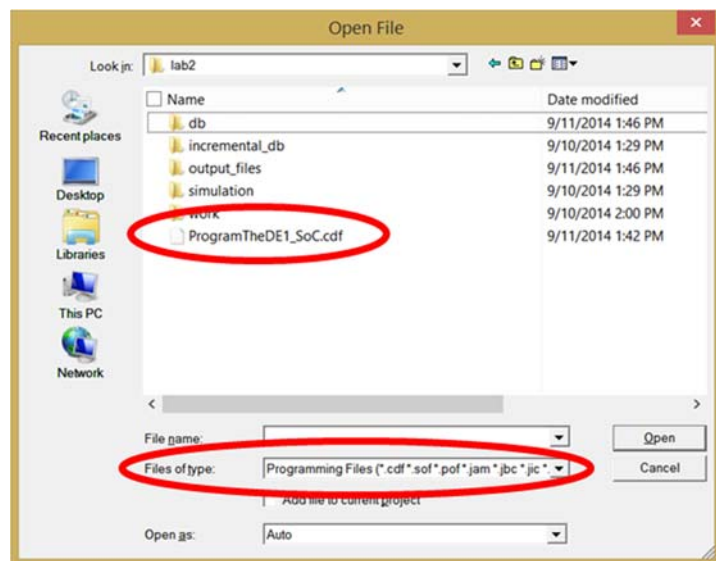 Open File
Look in: lab2
Name Date modified
db 9/11/2014 1:46 PM
incremental_db 9/10/2014 1:29 PM
output_files 9/11/2014 1:46 PM
simulation 9/10/2014 1:29 PM
work 9/10/2014 2:00 PM
ProgramTheDE1_SoC.cdf 9/11/2014 1:42 PM
Recent places
Desktop
Libraries
This PC
Network
File name:
Open
Files of type: Programming Files (*.cdf *.sof *.pof *.jam *.jbc *.jic *.
Cancel
Add file to current project
Open as: Auto